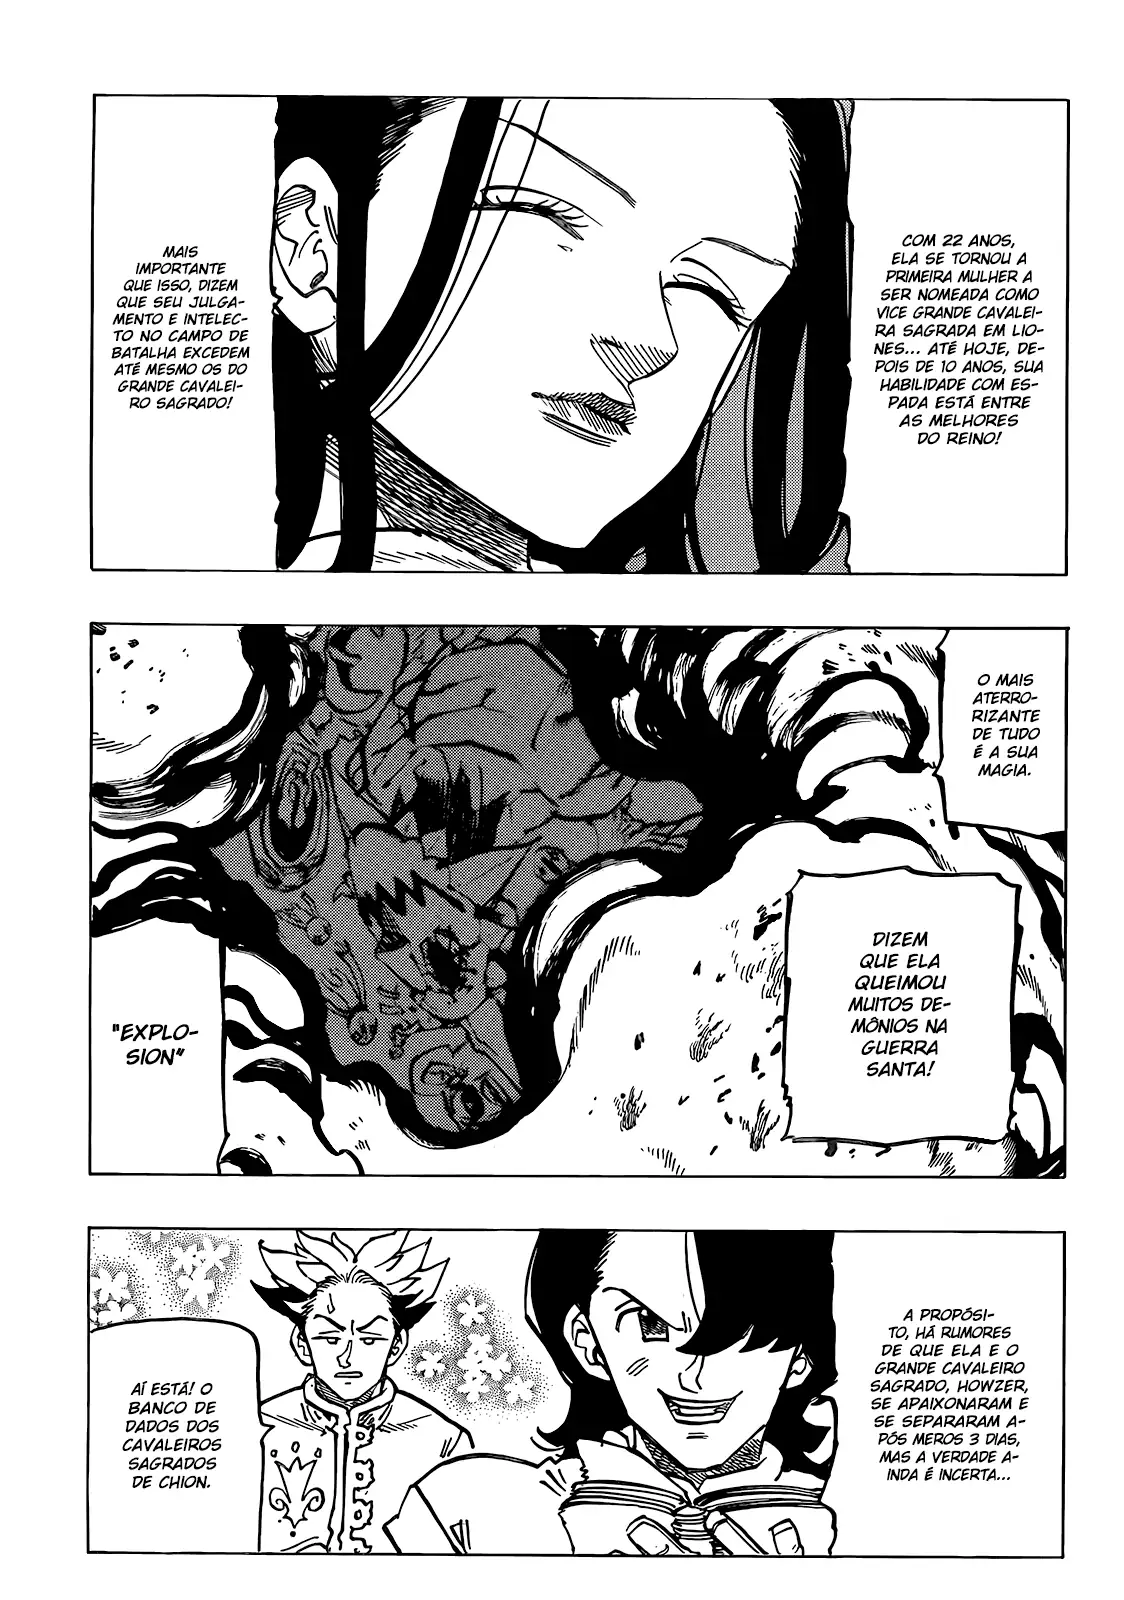 COM 22 ANOS,
ELA SE TORNOU A
PRIMEIRA MULHER A
SER NOMEADA COMO
VICE GRANDE CAVALEI-
RA SAGRADA EM LIO-
NES... ATÉ HOJE, DE-
POIS DE 10 ANOS, SUA
HABILIDADE COM ES-
PADA ESTÁ ENTRE
AS MELHORES
DO REINO!
MAIS
IMPORTANTE
QUE ISSO, DIZEM
QUE SEU JULGA-
MENTO E INTELEC-
TO NO CAMPO DE
BATALHA EXCEDEM
ATÉ MESMO OS DO
GRANDE CAVALEI-
RO SAGRADO!
O MAIS
ATERRO-
RIZANTE
DE TUDO
É A SUA
MAGIA.
DIZEM
QUE ELA
QUEIMOU
MUITOS DE-
MÔNIOS NA
GUERRA
SANTA!
"EXPLO-
SION"
A PROPÓSI-
TO, HÁ RUMORES
DE QUE ELA E O
GRANDE CAVALEIRO
SAGRADO, HOWZER,
SE APAIXONARAM E
SE SEPARARAM A-
PÓS MEROS 3 DIAS,
MAS A VERDADE A-
INDA É INCERTA...
AÍ ESTÁ! O
BANCO DE
DADOS DOS
CAVALEIROS
SAGRADOS
DE CHION.